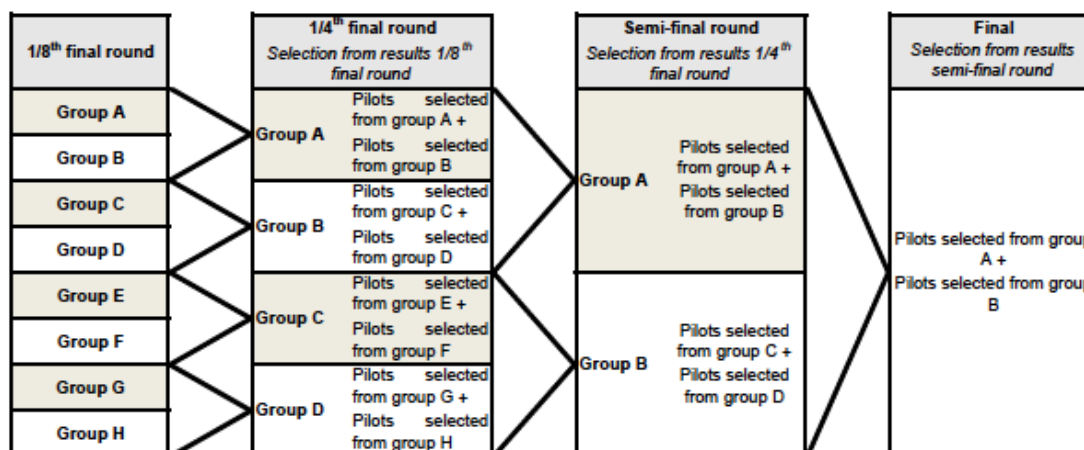 1/8th final round
Group A
Group B
Group C
Group D
Group E
Group F
Group G
Group H
1/4th final round
Selection from results 1/8th
final round
Group A
Pilots selected
from group A +
Pilots selected
from group B
Group B
Pilots selected
from group C +
Pilots selected
from group D
Group C
Pilots selected
from group E +
Pilots selected
from group F
Group D
Pilots selected
from group G +
Pilots selected
from group H
Semi-final round
Selection from results 1/4th
final round
Group A
Pilots selected
from group A +
Pilots selected
from group B
Group B
Pilots selected
from group C +
Pilots selected
from group D
Final
Selection from results
semi-final round
Pilots selected from group
A +
Pilots selected from group
B